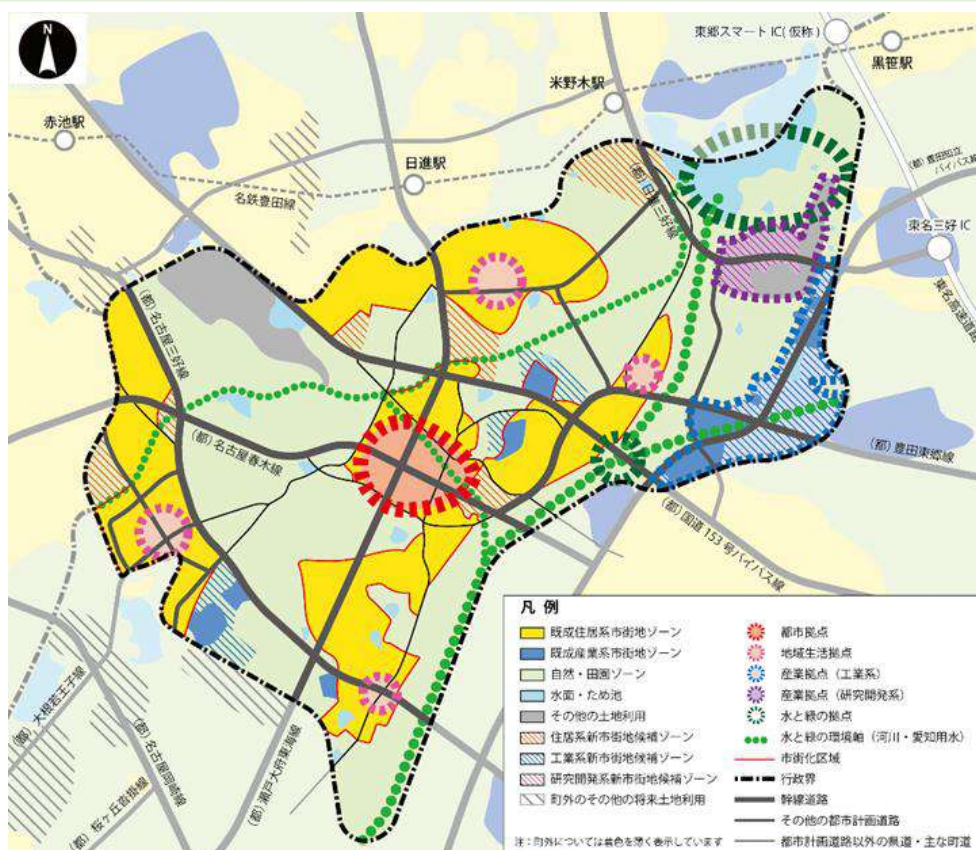 N
東郷スマートIC(仮称)
黒笹駅
米野木駅
赤池駅
日進駅
名鉄豊田線
(都)日進三好線
(都)豊田知立
バイパス線
東名三好IC
東名高速道路
(都)名古屋三好線
(都)名古屋春木線
(都)豊田東郷線
(都)国道153号バイパス線
(都)大根若王子線
(都)名古屋岡崎線
(都)瀬戸大府東海線
(都)桜ヶ丘沓掛線
凡 例
既成住居系市街地ゾーン
既成産業系市街地ゾーン
自然・田園ゾーン
水面・ため池
その他の土地利用
住居系新市街地候補ゾーン
工業系新市街地候補ゾーン
研究開発系新市街地候補ゾーン
町外のその他の将来土地利用
都市拠点
地域生活拠点
産業拠点(工業系)
産業拠点(研究開発系)
水と緑の拠点
水と緑の環境軸(河川・愛知用水)
市街化区域
行政界
幹線道路
その他の都市計画道路
都市計画道路以外の県道・主な町道
注:町外については着色を薄く表示しています